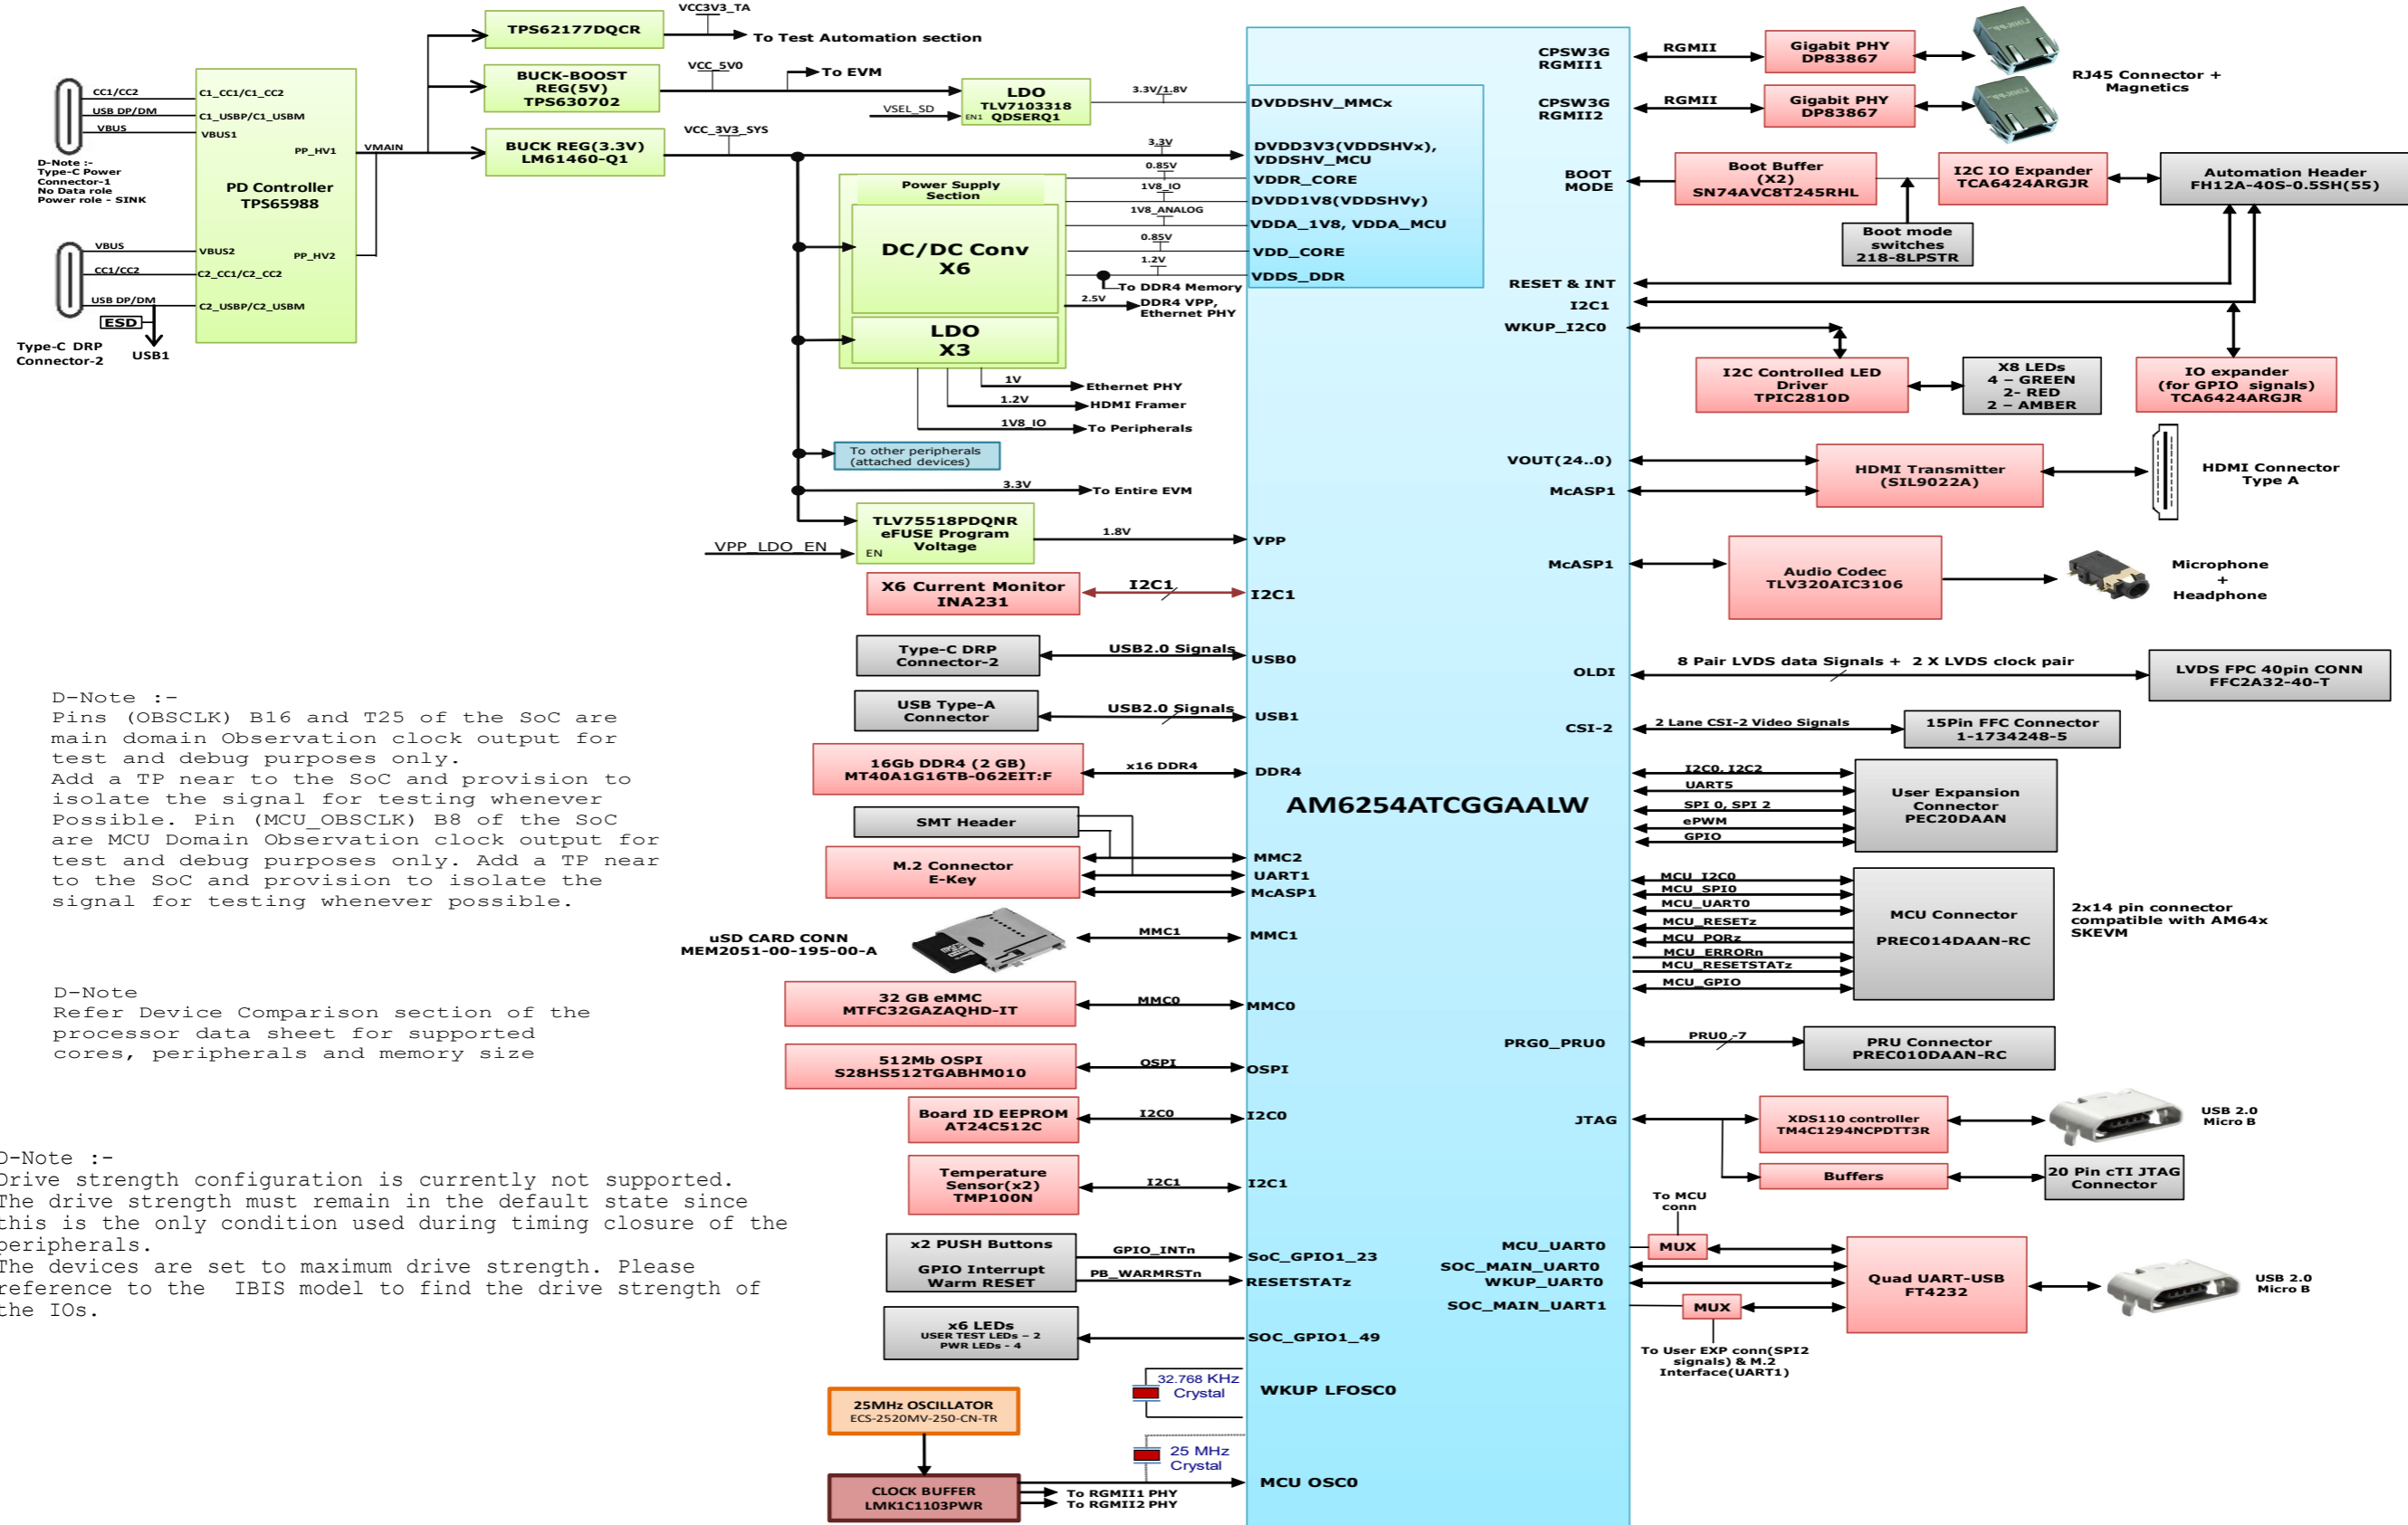 VCC3V3_TA
TPS62177DQCR
To Test Automation section
BUCK-BOOST
REG(5V)
TPS630702
VCC_5V0
To EVM
LDO
TLV7103318
QDSERQ1
EN1
VSEL_SD
3.3V/1.8V
DVDDSHV_MMCx
BUCK REG(3.3V)
LM61460-Q1
VCC_3V3_SYS
3.3V
DVDD3V3(VDDSHVx),
VDDSHV_MCU
CC1/CC2
USB DP/DM
VBUS
C1_CC1/C1_CC2
C1_USBP/C1_USBM
VBUS1
PP_HV1
VMAIN
D-Note :-
Type-C Power
Connector-1
No Data role
Power role - SINK
PD Controller
TPS65988
VBUS
CC1/CC2
USB DP/DM
VBUS2
C2_CC1/C2_CC2
C2_USBP/C2_USBM
PP_HV2
ESD
USB1
Type-C DRP
Connector-2
Power Supply
Section
DC/DC Conv
X6
LDO
X3
0.85V
VDDR_CORE
1V8_IO
DVDD1V8(VDDSHVy)
1V8_ANALOG
VDDA_1V8, VDDA_MCU
0.85V
VDD_CORE
1.2V
VDDS_DDR
To DDR4 Memory
2.5V
DDR4 VPP,
Ethernet PHY
1V
Ethernet PHY
1.2V
HDMI Framer
1V8_IO
To Peripherals
To other peripherals
(attached devices)
3.3V
To Entire EVM
TLV75518PDQNR
eFUSE Program
Voltage
EN
VPP_LDO_EN
1.8V
VPP
X6 Current Monitor
INA231
I2C1
I2C1
Type-C DRP
Connector-2
USB2.0 Signals
USB0
USB Type-A
Connector
USB2.0 Signals
USB1
16Gb DDR4 (2 GB)
MT40A1G16TB-062EIT:F
x16 DDR4
DDR4
SMT Header
M.2 Connector
E-Key
MMC2
UART1
McASP1
uSD CARD CONN
MEM2051-00-195-00-A
MMC1
MMC1
32 GB eMMC
MTFC32GAZAQHD-IT
MMC0
MMC0
512Mb OSPI
S28HS512TGABHM010
OSPI
OSPI
Board ID EEPROM
AT24C512C
I2C0
I2C0
Temperature
Sensor(x2)
TMP100N
I2C1
I2C1
x2 PUSH Buttons
GPIO Interrupt
Warm RESET
GPIO_INTn
SoC_GPIO1_23
PB_WARMRSTn
RESETSTATz
x6 LEDs
USER TEST LEDs – 2
PWR LEDs - 4
SOC_GPIO1_49
32.768 KHz
Crystal
WKUP LFOSC0
25MHz OSCILLATOR
ECS-2520MV-250-CN-TR
25 MHz
Crystal
MCU OSC0
CLOCK BUFFER
LMK1C1103PWR
To RGMII1 PHY
To RGMII2 PHY
D-Note :-
Pins (OBSCLK) B16 and T25 of the SoC are
main domain Observation clock output for
test and debug purposes only.
Add a TP near to the SoC and provision to
isolate the signal for testing whenever
Possible. Pin (MCU_OBSCLK) B8 of the SoC
are MCU Domain Observation clock output for
test and debug purposes only. Add a TP near
to the SoC and provision to isolate the
signal for testing whenever possible.
D-Note
Refer Device Comparison section of the
processor data sheet for supported
cores, peripherals and memory size
D-Note :-
Drive strength configuration is currently not supported.
The drive strength must remain in the default state since
this is the only condition used during timing closure of the
peripherals.
The devices are set to maximum drive strength. Please
reference to the IBIS model to find the drive strength of
the IOs.
AM6254ATCGGAALW
CPSW3G
RGMII1
RGMII
Gigabit PHY
DP83867
CPSW3G
RGMII2
RGMII
Gigabit PHY
DP83867
RJ45 Connector +
Magnetics
BOOT
MODE
Boot Buffer
(X2)
SN74AVC8T245RHL
I2C IO Expander
TCA6424ARGJR
Automation Header
FH12A-40S-0.5SH(55)
Boot mode
switches
218-8LPSTR
RESET & INT
I2C1
WKUP_I2C0
I2C Controlled LED
Driver
TPIC2810D
X8 LEDs
4 – GREEN
2- RED
2 – AMBER
IO expander
(for GPIO signals)
TCA6424ARGJR
VOUT(24..0)
McASP1
HDMI Transmitter
(SIL9022A)
HDMI Connector
Type A
McASP1
Audio Codec
TLV320AIC3106
Microphone
+
Headphone
OLDI
8 Pair LVDS data Signals + 2 X LVDS clock pair
LVDS FPC 40pin CONN
FFC2A32-40-T
CSI-2
2 Lane CSI-2 Video Signals
15Pin FFC Connector
1-1734248-5
I2C0, I2C2
UART5
SPI 0, SPI 2
ePWM
GPIO
User Expansion
Connector
PEC20DAAN
MCU_I2C0
MCU_SPI0
MCU_UART0
MCU_RESETz
MCU_PORz
MCU_ERRORn
MCU_RESETSTATz
MCU_GPIO
MCU Connector
PREC014DAAN-RC
2x14 pin connector
compatible with AM64x
SKEVM
PRG0_PRU0
PRU0 -7
PRU Connector
PREC010DAAN-RC
JTAG
XDS110 controller
TM4C1294NCPDTT3R
USB 2.0
Micro B
Buffers
20 Pin cTI JTAG
Connector
To MCU
conn
MCU_UART0
MUX
SOC_MAIN_UART0
WKUP_UART0
SOC_MAIN_UART1
MUX
Quad UART-USB
FT4232
USB 2.0
Micro B
To User EXP conn(SPI2
signals) & M.2
Interface(UART1)